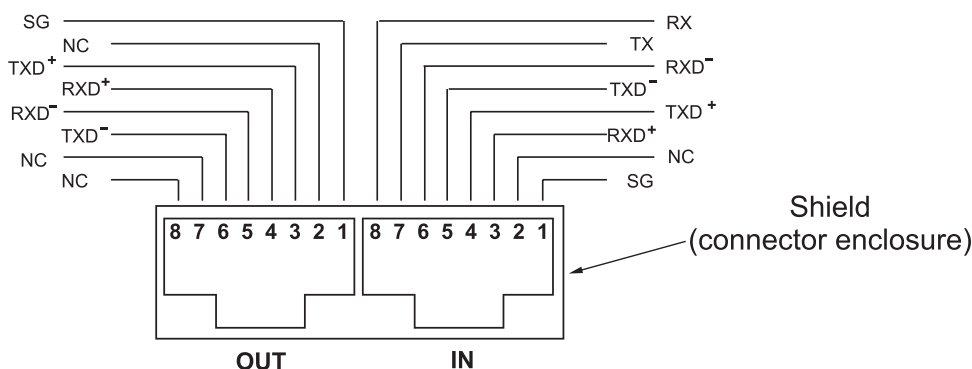 SG
NC
TXD+
RXD+
RXD-
TXD-
NC
NC
RX
TX
RXD-
TXD-
TXD+
RXD+
NC
SG
8 7 6 5 4 3 2 1
8 7 6 5 4 3 2 1
Shield
(connector enclosure)
OUT
IN